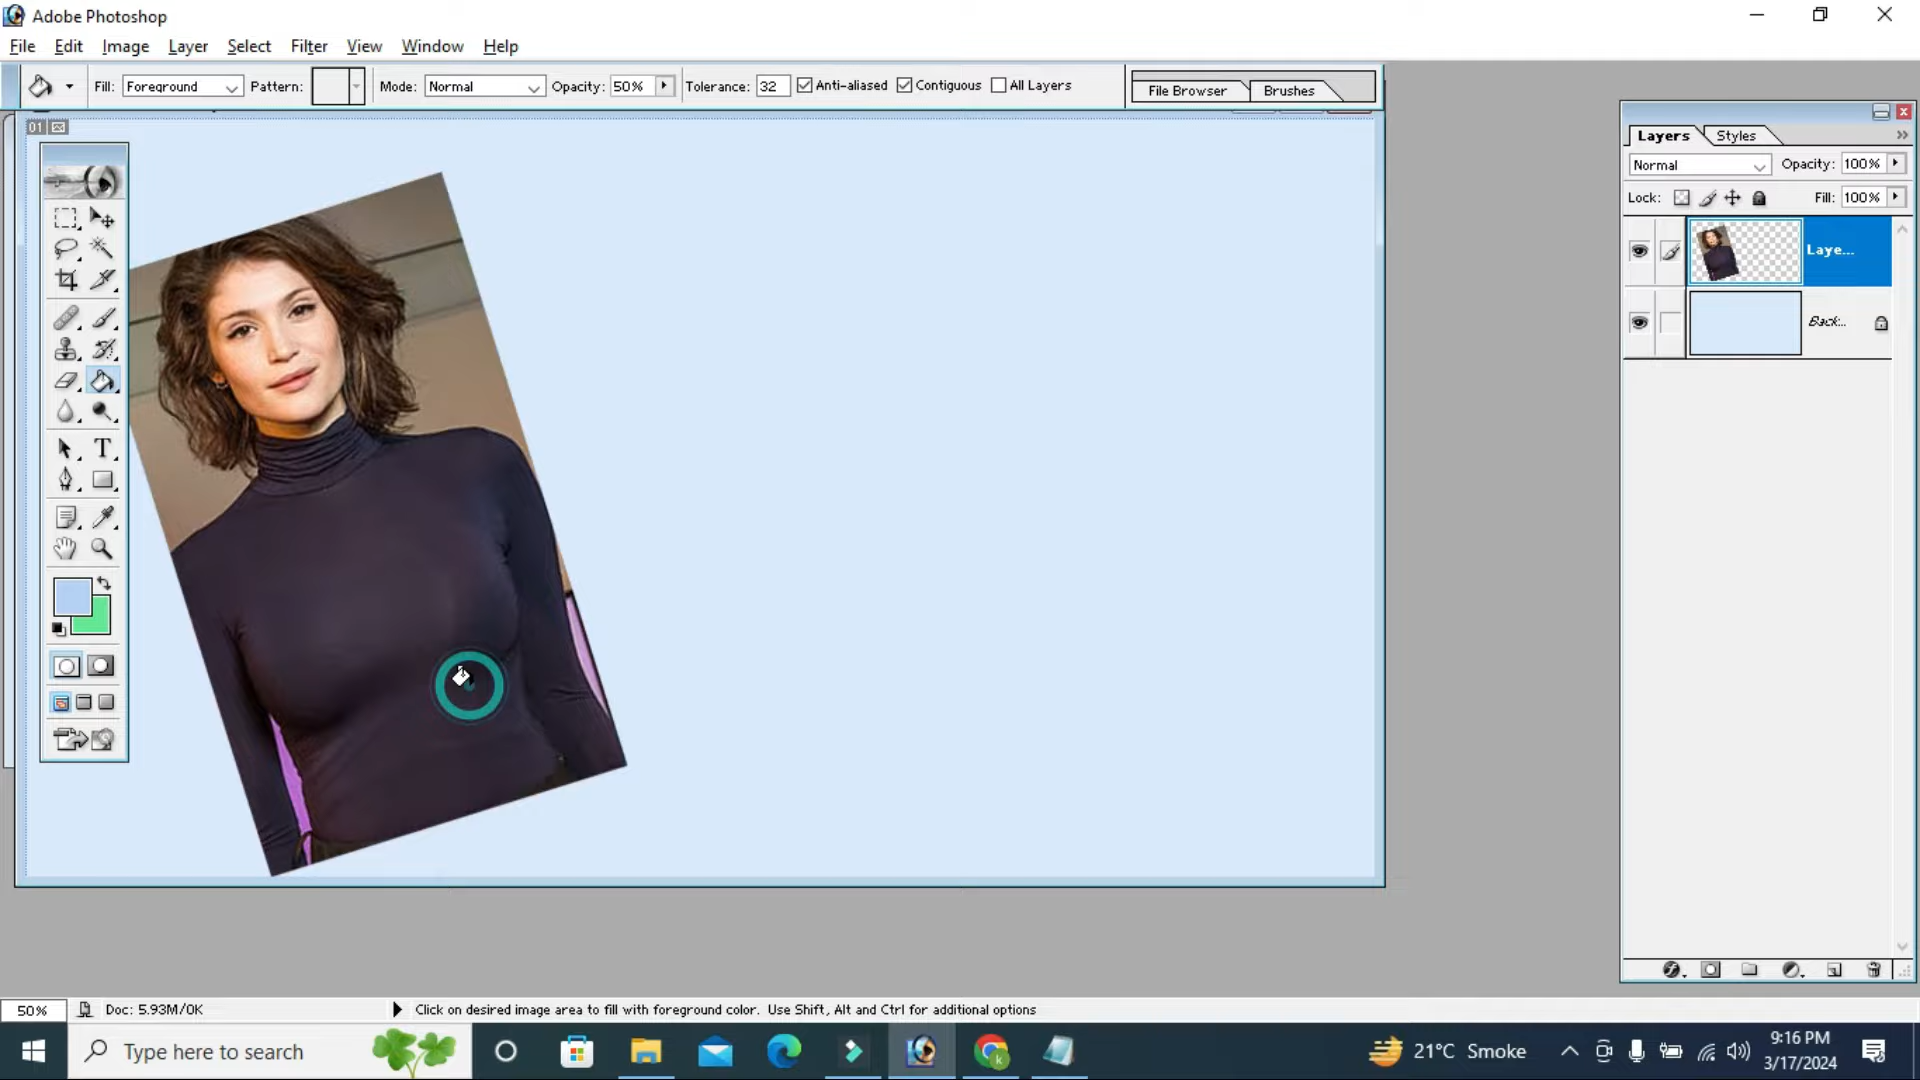 Adobe Photoshop
File Edit Image Layer Select Filter View Window Help
Fill: Foreground Pattern: Mode: Normal Opacity: 50% Tolerance: 32 Anti-aliased Contiguous All Layers File Browser Brushes
01
Layers Styles
Normal Opacity: 100%
Lock: Fill: 100%
Laye...
Back...
T
50% Doc: 5.93M/0K Click on desired image area to fill with foreground color. Use Shift, Alt and Ctrl for additional options
Type here to search
k
21°C Smoke
9:16 PM
3/17/2024